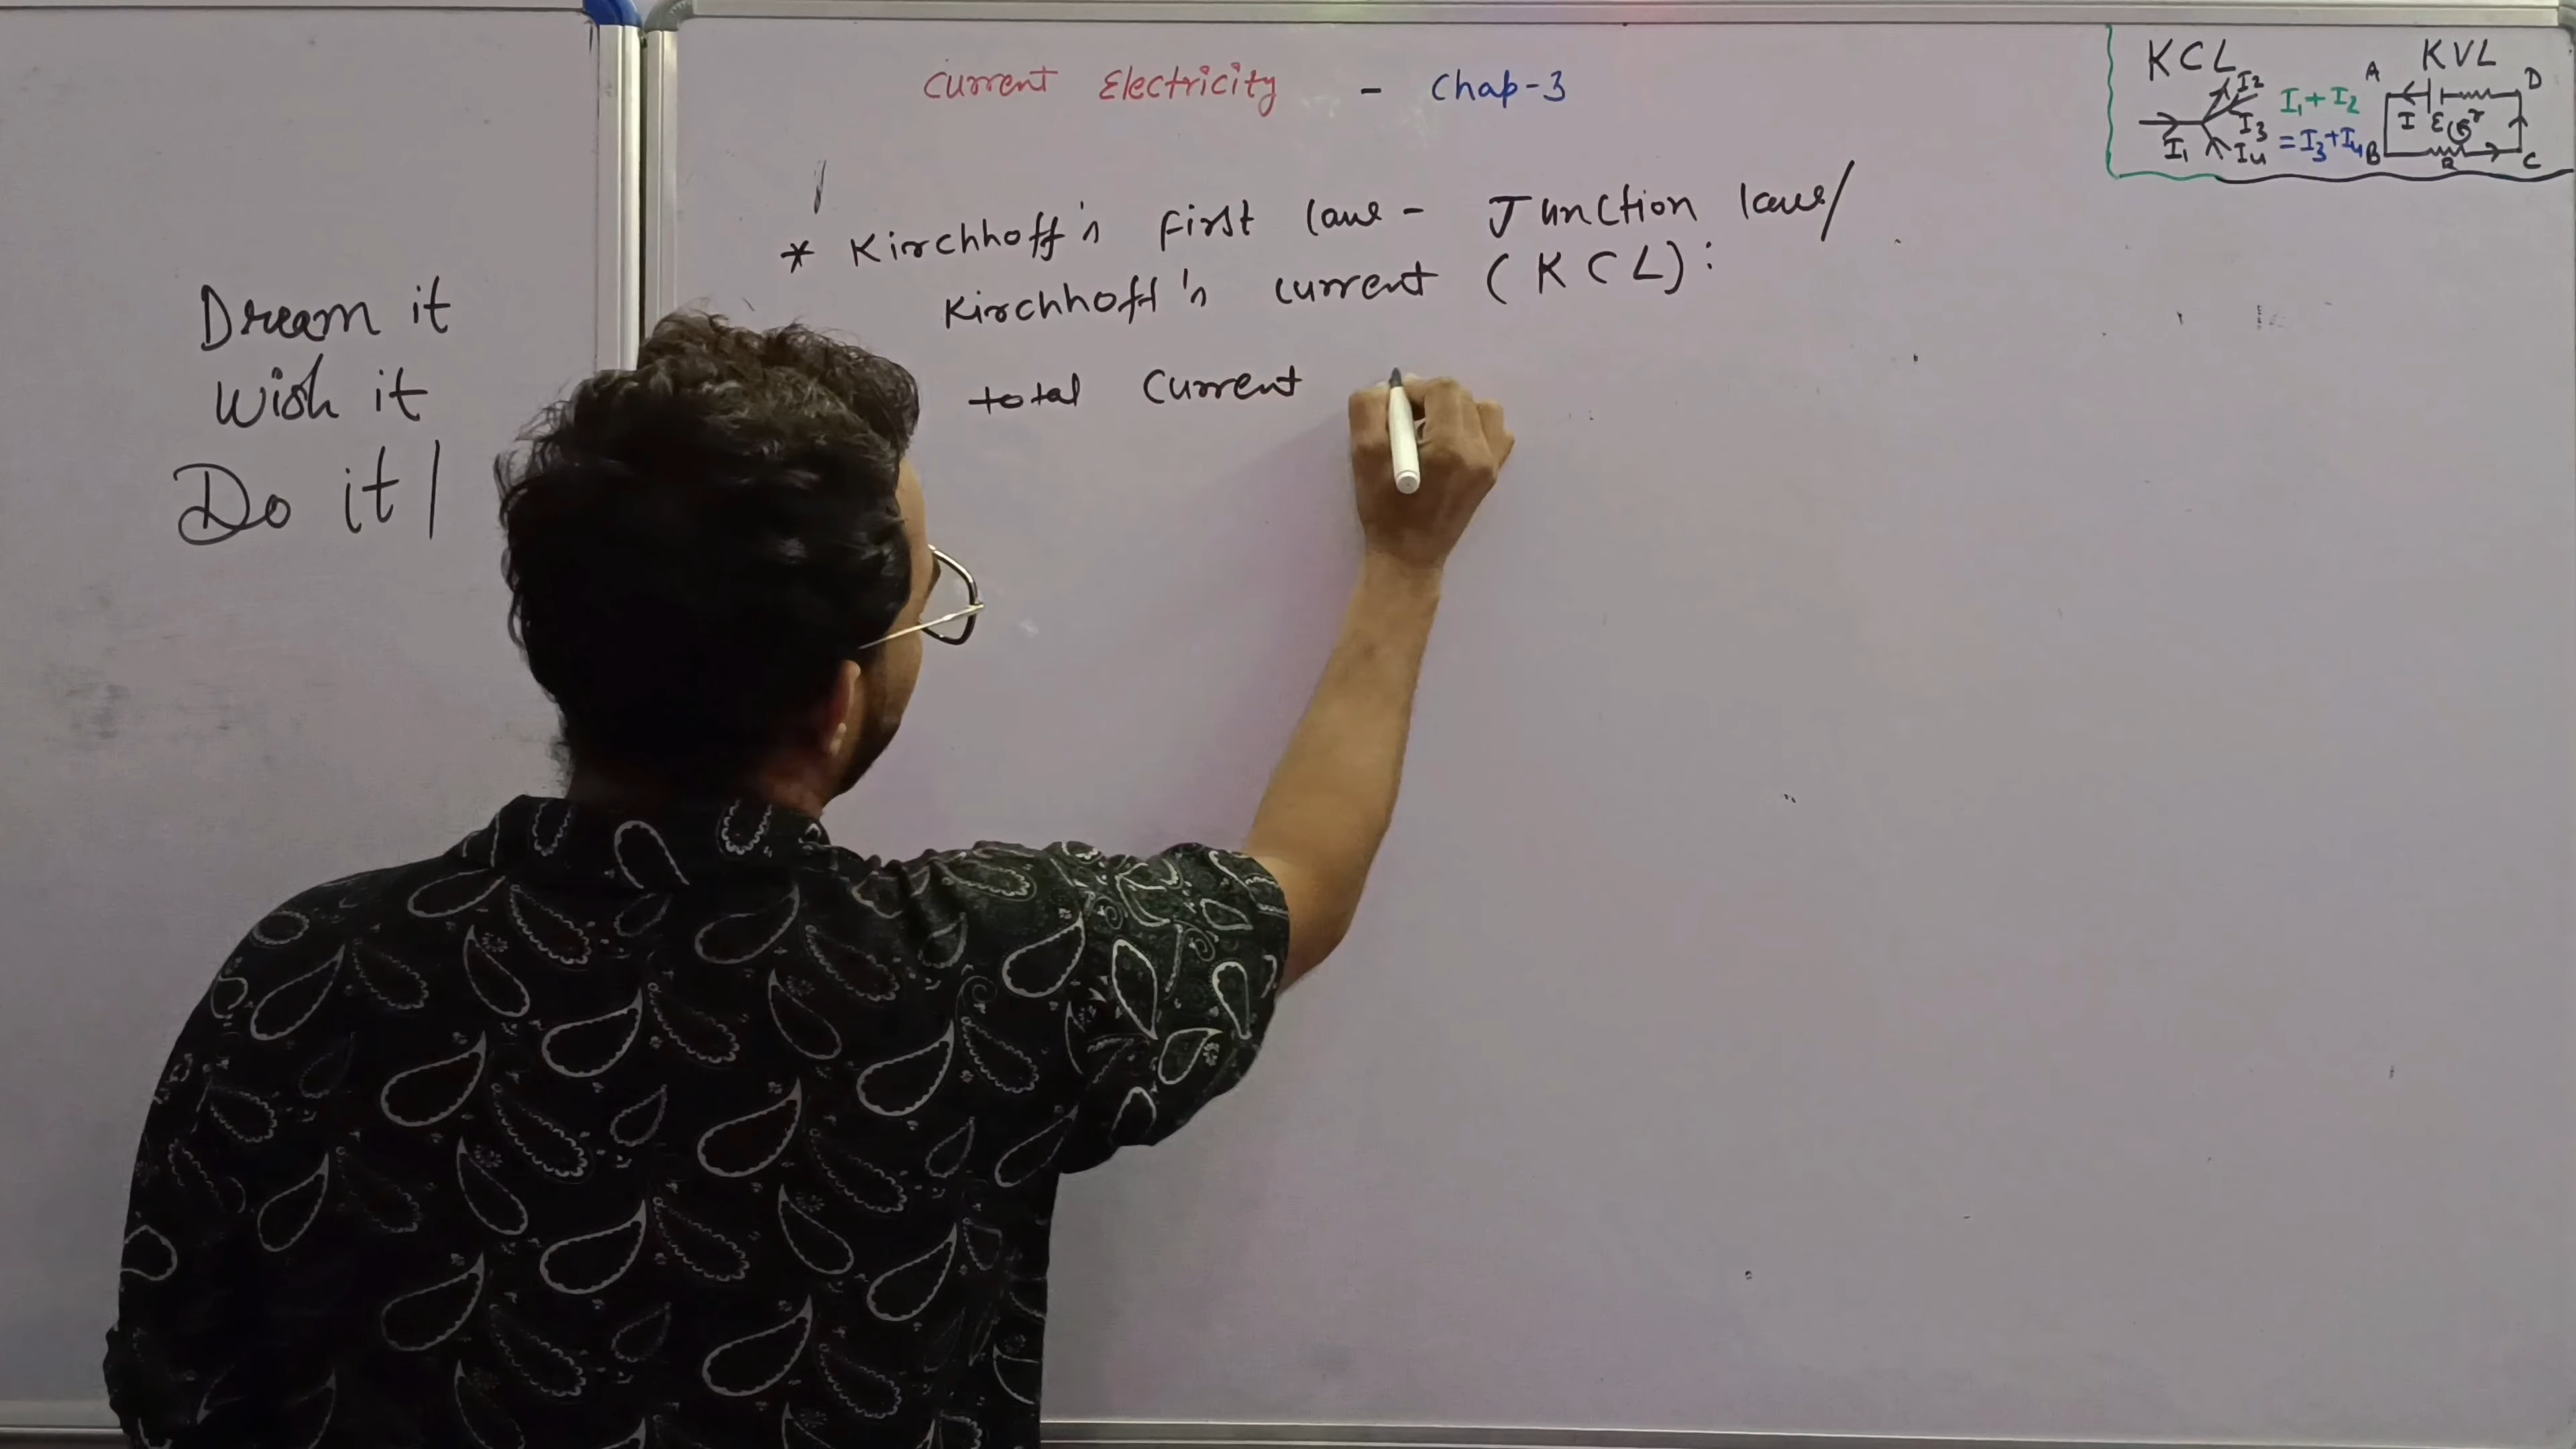 Current Electricity - Chap-3
* Kirchhoff's first law - Junction law/
Kirchhoff's current (KCL):
total Current
Dream it
Wish it
Do it
KCL
I2
I3
I1
I4
I1+I2
=I3+I4
KVL
A
D
I
ε
r
B
R
C